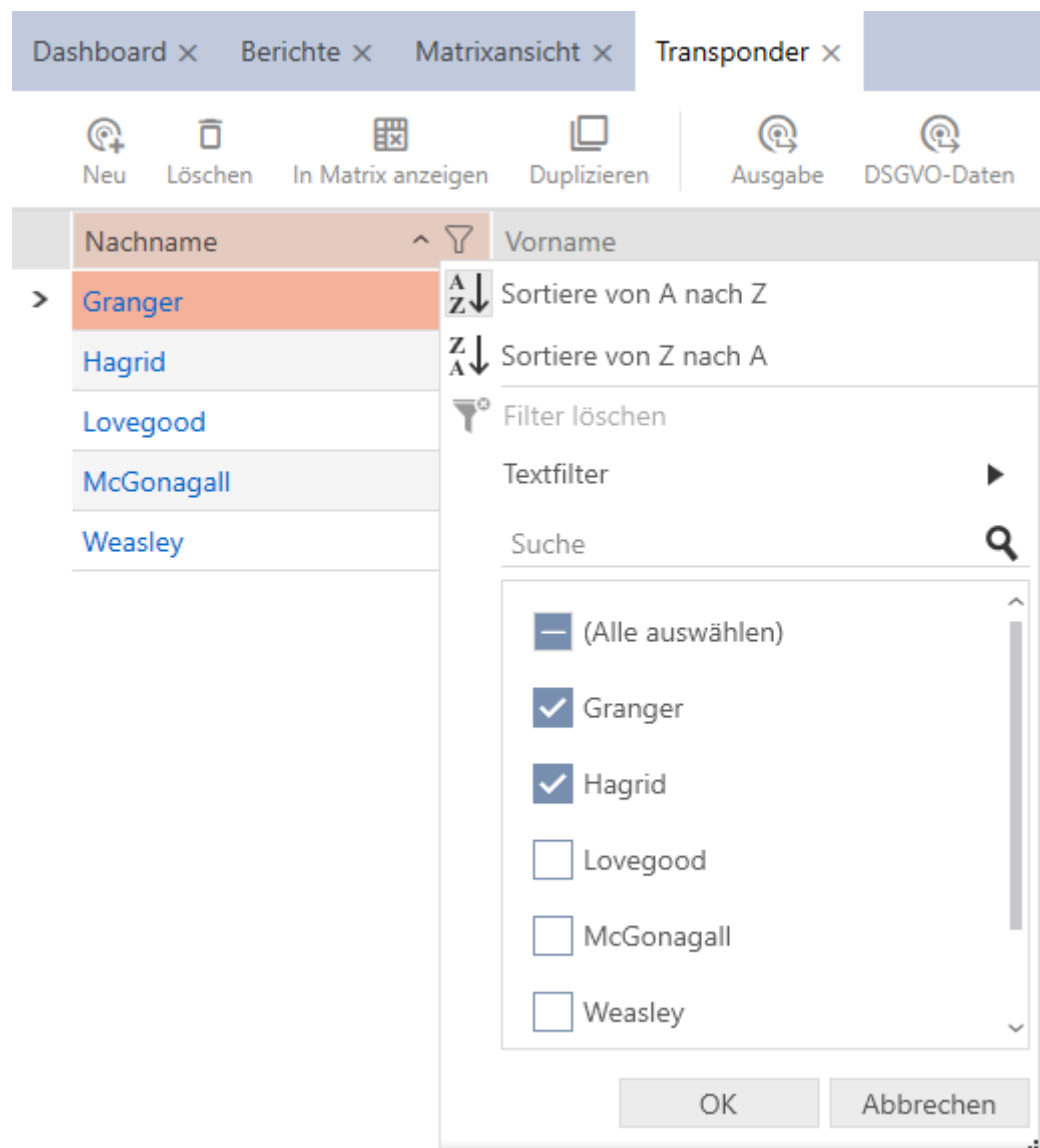 Dashboard Berichte Matrixansicht Transponder
Neu Löschen In Matrix anzeigen Duplizieren Ausgabe DSGVO-Daten
Nachname Vorname
Granger
Hagrid
Lovegood
McGonagall
Weasley
A Z Sortiere von A nach Z
Z A Sortiere von Z nach A
Filter löschen
Textfilter
Suche
(Alle auswählen)
Granger
Hagrid
Lovegood
McGonagall
Weasley
OK Abbrechen